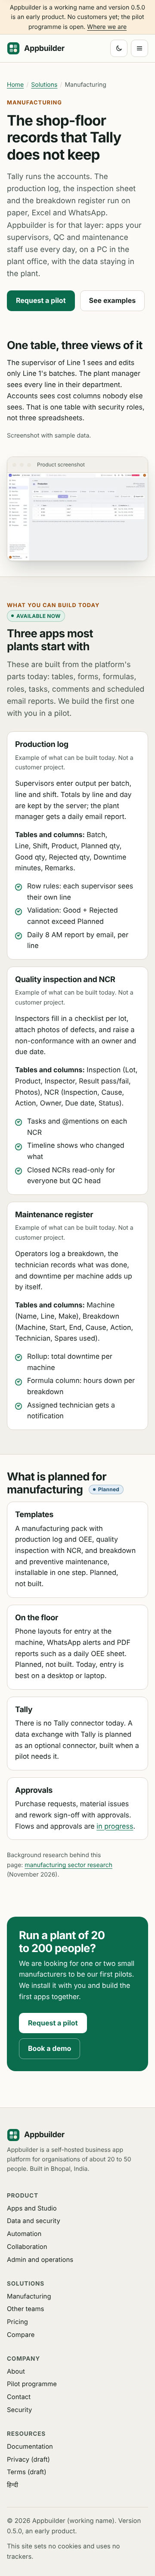 Appbuilder is a working name and version 0.5.0
is an early product. No customers yet; the pilot
programme is open. Where we are
Appbuilder
Home / Solutions / Manufacturing
MANUFACTURING
The shop-floor
records that Tally
does not keep
Tally runs the accounts. The
production log, the inspection sheet
and the breakdown register run on
paper, Excel and WhatsApp.
Appbuilder is for that layer: apps your
supervisors, QC and maintenance
staff use every day, on a PC in the
plant office, with the data staying in
the plant.
Request a pilot
See examples
One table, three views of it
The supervisor of Line 1 sees and edits
only Line 1's batches. The plant manager
sees every line in their department.
Accounts sees cost columns nobody else
sees. That is one table with security roles,
not three spreadsheets.
Screenshot with sample data.
Product screenshot
WHAT YOU CAN BUILD TODAY
AVAILABLE NOW
Three apps most
plants start with
These are built from the platform's
parts today: tables, forms, formulas,
roles, tasks, comments and scheduled
email reports. We build the first one
with you in a pilot.
Production log
Example of what can be built today. Not a
customer project.
Supervisors enter output per batch,
line and shift. Totals by line and day
are kept by the server; the plant
manager gets a daily email report.
Tables and columns: Batch,
Line, Shift, Product, Planned qty,
Good qty, Rejected qty, Downtime
minutes, Remarks.
Row rules: each supervisor sees
their own line
Validation: Good + Rejected
cannot exceed Planned
Daily 8 AM report by email, per
line
Quality inspection and NCR
Example of what can be built today. Not a
customer project.
Inspectors fill in a checklist per lot,
attach photos of defects, and raise a
non-conformance with an owner and
due date.
Tables and columns: Inspection (Lot,
Product, Inspector, Result pass/fail,
Photos), NCR (Inspection, Cause,
Action, Owner, Due date, Status).
Tasks and @mentions on each
NCR
Timeline shows who changed
what
Closed NCRs read-only for
everyone but QC head
Maintenance register
Example of what can be built today. Not a
customer project.
Operators log a breakdown, the
technician records what was done,
and downtime per machine adds up
by itself.
Tables and columns: Machine
(Name, Line, Make), Breakdown
(Machine, Start, End, Cause, Action,
Technician, Spares used).
Rollup: total downtime per
machine
Formula column: hours down per
breakdown
Assigned technician gets a
notification
What is planned for
manufacturing Planned
Templates
A manufacturing pack with
production log and OEE, quality
inspection with NCR, and breakdown
and preventive maintenance,
installable in one step. Planned,
not built.
On the floor
Phone layouts for entry at the
machine, WhatsApp alerts and PDF
reports such as a daily OEE sheet.
Planned, not built. Today, entry is
best on a desktop or laptop.
Tally
There is no Tally connector today. A
data exchange with Tally is planned
as an optional connector, built when a
pilot needs it.
Approvals
Purchase requests, material issues
and rework sign-off with approvals.
Flows and approvals are in progress.
Background research behind this
page: manufacturing sector research
(November 2026).
Run a plant of 20
to 200 people?
We are looking for one or two small
manufacturers to be our first pilots.
We install it with you and build the
first apps together.
Request a pilot
Book a demo
Appbuilder
Appbuilder is a self-hosted business app
platform for organisations of about 20 to 50
people. Built in Bhopal, India.
PRODUCT
Apps and Studio
Data and security
Automation
Collaboration
Admin and operations
SOLUTIONS
Manufacturing
Other teams
Pricing
Compare
COMPANY
About
Pilot programme
Contact
Security
RESOURCES
Documentation
Privacy (draft)
Terms (draft)
हिन्दी
© 2026 Appbuilder (working name). Version
0.5.0, an early product.
This site sets no cookies and uses no
trackers.